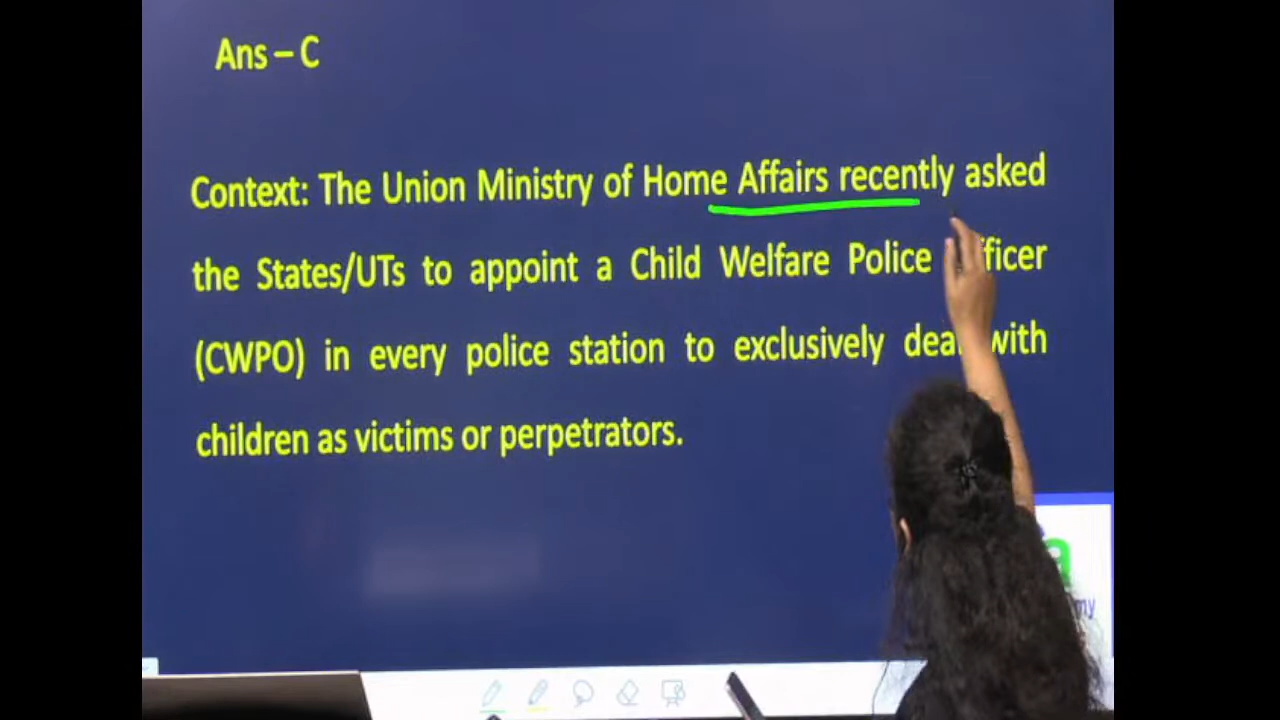 Ans – C
Context: The Union Ministry of Home Affairs recently asked
the States/UTs to appoint a Child Welfare Police
(CWPO) in every police station to exclusively with
children as victims or perpetrators.